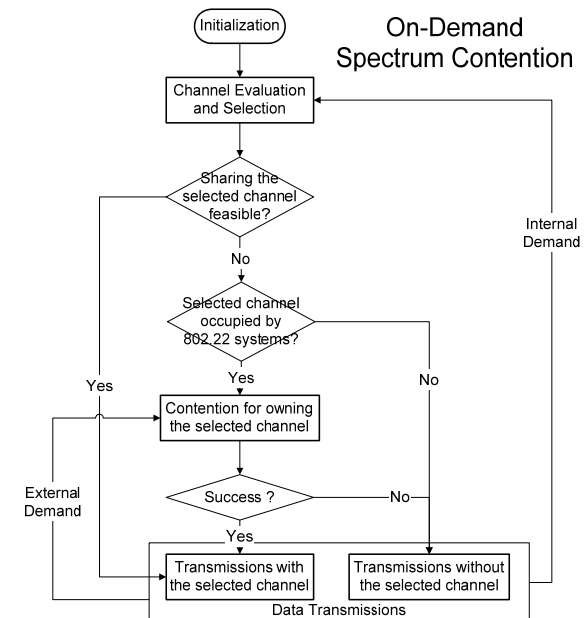 Initialization
On-Demand
Spectrum Contention
Channel Evaluation
and Selection
Sharing the
selected channel
feasible?
Internal
Demand
No
Selected channel
occupied by
802.22 systems?
Yes
Yes
No
Contention for owning
the selected channel
External
Demand
Success ?
No
Yes
Transmissions with
the selected channel
Transmissions without
the selected channel
Data Transmissions